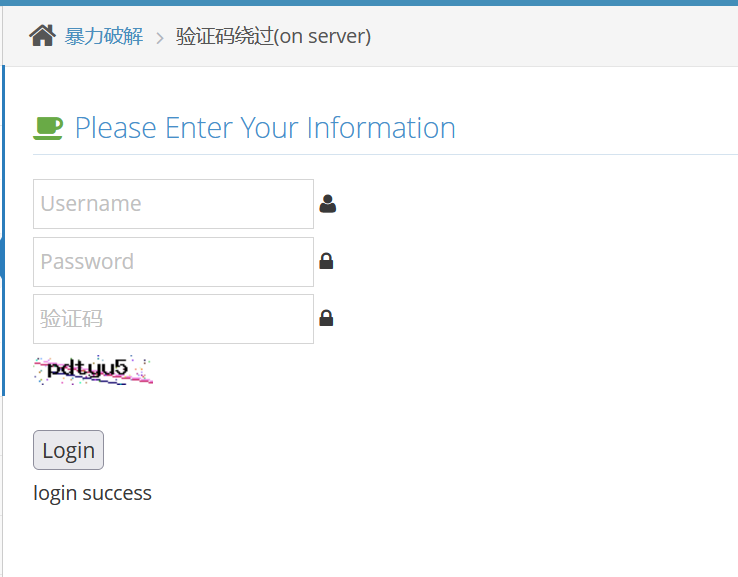 暴力破解 > 验证码绕过(on server)
Please Enter Your Information
Username
Password
验证码
pdtyu5
Login
login success